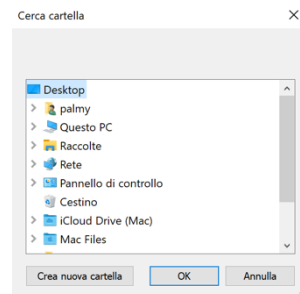 Cerca cartella
Desktop
palmy
Questo PC
Raccolte
Rete
Pannello di controllo
Cestino
iCloud Drive (Mac)
Mac Files
Crea nuova cartella
OK
Annulla